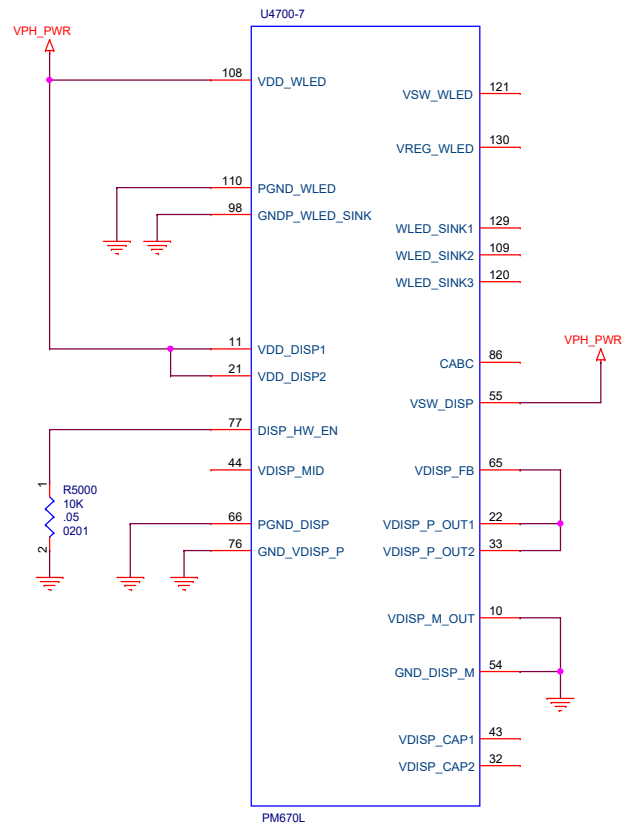 U4700-7
VPH_PWR
108 VDD_WLED
VSW_WLED 121
VREG_WLED 130
110 PGND_WLED
98 GNDP_WLED_SINK
WLED_SINK1 129
WLED_SINK2 109
WLED_SINK3 120
VPH_PWR
11 VDD_DISP1
CABC 86
21 VDD_DISP2
VSW_DISP 55
77 DISP_HW_EN
44 VDISP_MID
VDISP_FB 65
1
R5000
10K
.05
0201
2
66 PGND_DISP
VDISP_P_OUT1 22
76 GND_VDISP_P
VDISP_P_OUT2 33
VDISP_M_OUT 10
GND_DISP_M 54
VDISP_CAP1 43
VDISP_CAP2 32
PM670L